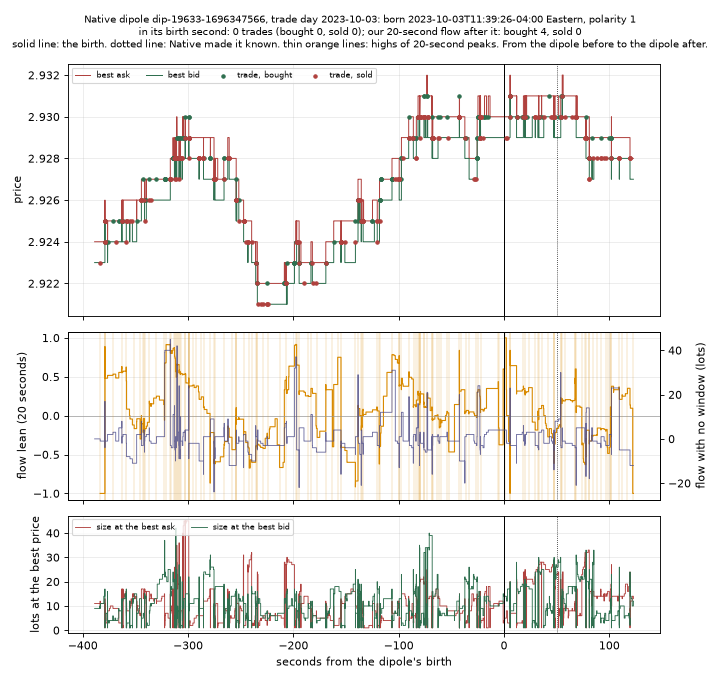 Native dipole dip-19633-1696347566, trade day 2023-10-03: born 2023-10-03T11:39:26-04:00 Eastern, polarity 1
in its birth second: 0 trades (bought 0, sold 0); our 20-second flow after it: bought 4, sold 0
solid line: the birth. dotted line: Native made it known. thin orange lines: highs of 20-second peaks. From the dipole before to the dipole after.
best ask
best bid
trade, bought
trade, sold
price
2.932
2.930
2.928
2.926
2.924
2.922
flow lean (20 seconds)
1.0
0.5
0.0
−0.5
−1.0
40
20
0
−20
flow with no window (lots)
size at the best ask
size at the best bid
lots at the best price
40
30
20
10
0
−400
−300
−200
−100
0
100
seconds from the dipole's birth